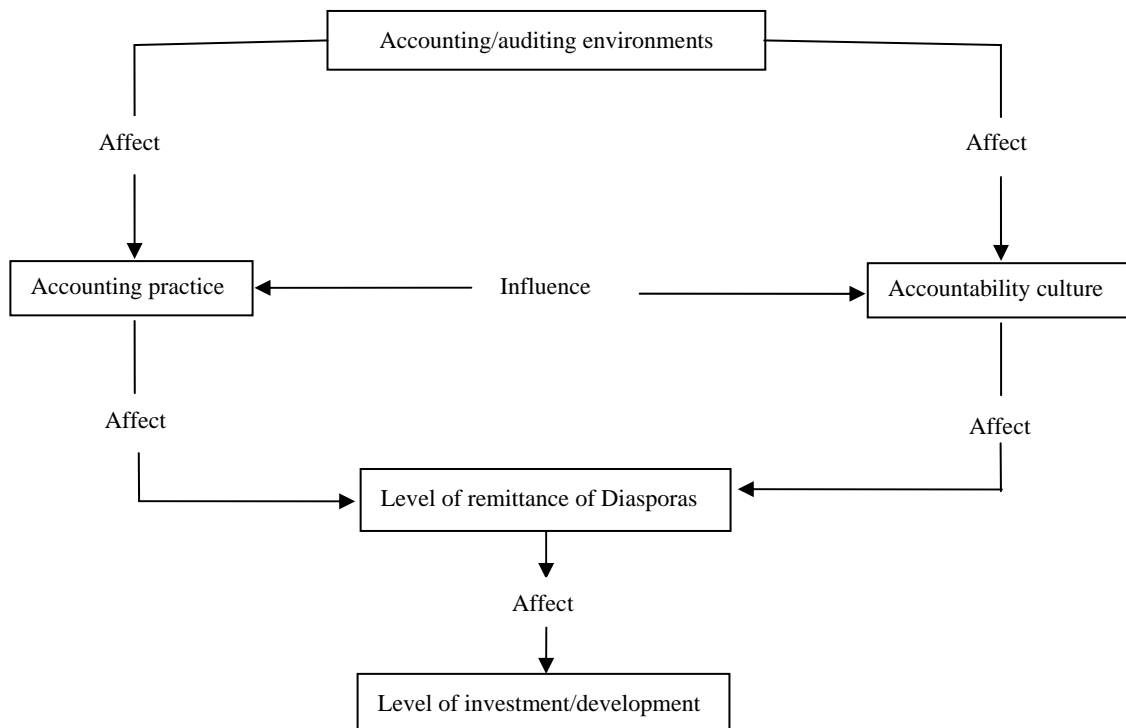 Accounting/auditing environments
Affect
Affect
Accounting practice
Influence
Accountability culture
Affect
Affect
Level of remittance of Diasporas
Affect
Level of investment/development